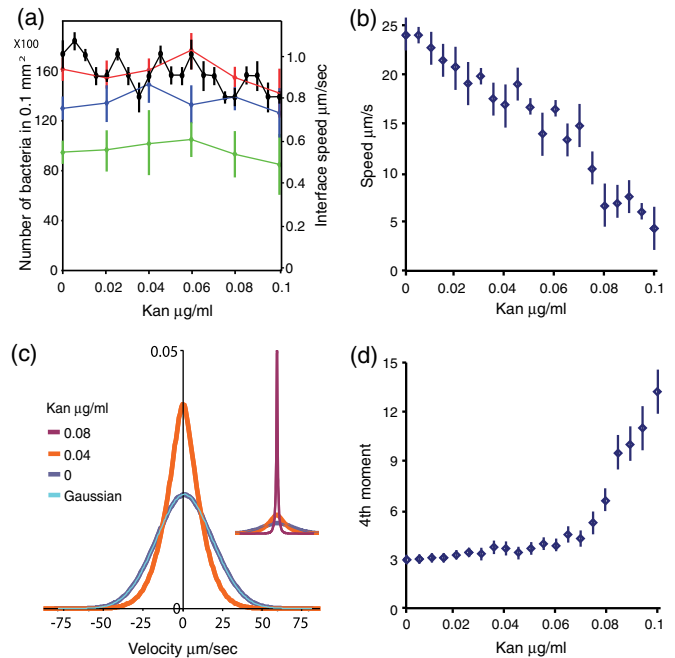 (a)
X100
Number of bacteria in 0.1 mm⁻²
160
120
80
40
0
1.0
0.8
0.6
0.4
0.2
0
Interface speed μm/sec
0 0.02 0.04 0.06 0.08 0.1
Kan μg/ml
(b)
Speed μm/s
25
20
15
10
5
0
0 0.02 0.04 0.06 0.08 0.1
Kan μg/ml
(c)
0.05
Kan μg/ml
0.08
0.04
0
Gaussian
0
-75 -50 -25 0 25 50 75
Velocity μm/sec
(d)
4th moment
15
12
9
6
3
0
0 0.02 0.04 0.06 0.08 0.1
Kan μg/ml